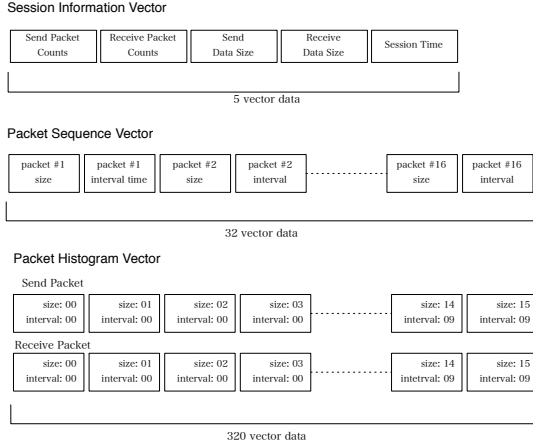 Session Information Vector
Send Packet Counts
Receive Packet Counts
Send Data Size
Receive Data Size
Session Time
5 vector data
Packet Sequence Vector
packet #1 size
packet #1 interval time
packet #2 size
packet #2 interval
packet #16 size
packet #16 interval
32 vector data
Packet Histogram Vector
Send Packet
size: 00 interval: 00
size: 01 interval: 00
size: 02 interval: 00
size: 03 interval: 00
size: 14 interval: 09
size: 15 interval: 09
Receive Packet
size: 00 interval: 00
size: 01 interval: 00
size: 02 interval: 00
size: 03 interval: 00
size: 14 intetrval: 09
size: 15 interval: 09
320 vector data